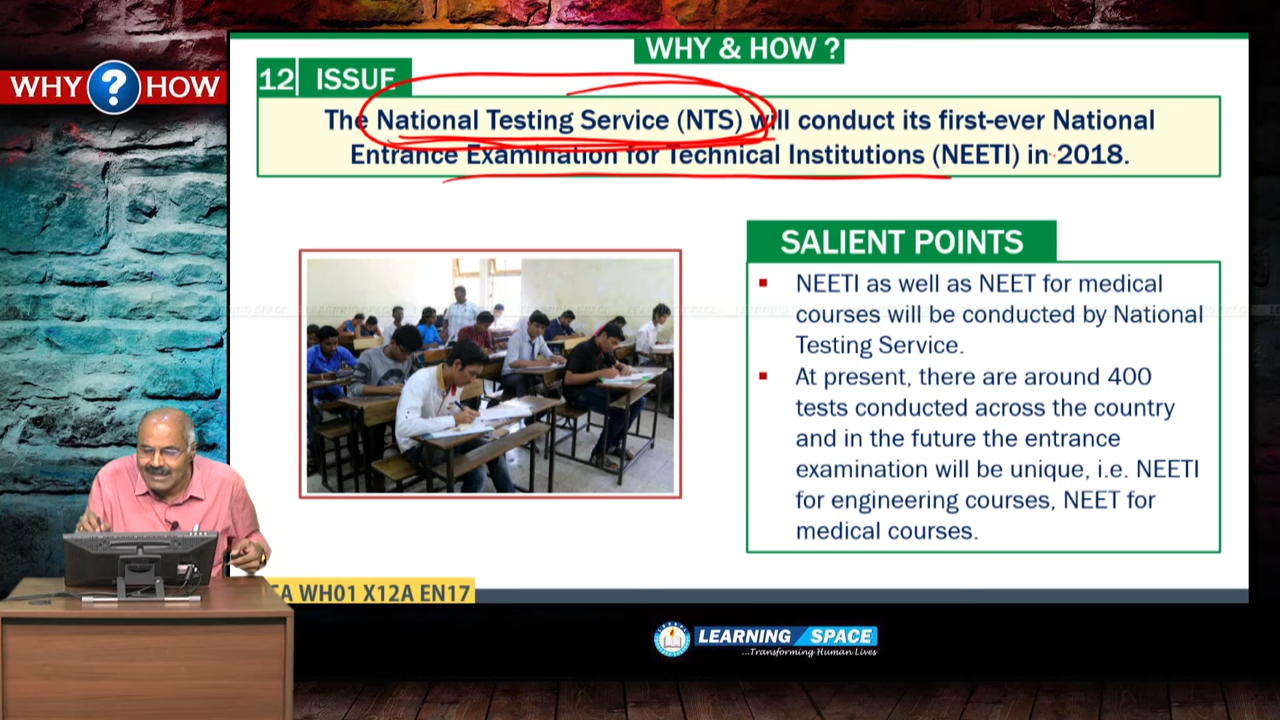 WHY & HOW ?
WHY ? HOW
12 ISSUE
The National Testing Service (NTS) will conduct its first-ever National
Entrance Examination for Technical Institutions (NEETI) in 2018.
SALIENT POINTS
▪ NEETI as well as NEET for medical
courses will be conducted by National
Testing Service.
▪ At present, there are around 400
tests conducted across the country
and in the future the entrance
examination will be unique, i.e. NEETI
for engineering courses, NEET for
medical courses.
LEARNING SPACE
CA WH01 X12A EN17
LEARNING SPACE
...Transforming Human Lives